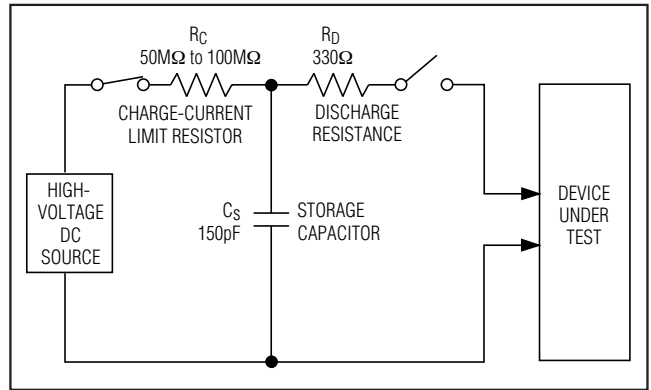 RC
50MΩ to 100MΩ
CHARGE-CURRENT
LIMIT RESISTOR
RD
330Ω
DISCHARGE
RESISTANCE
HIGH-
VOLTAGE
DC
SOURCE
CS
150pF
STORAGE
CAPACITOR
DEVICE
UNDER
TEST